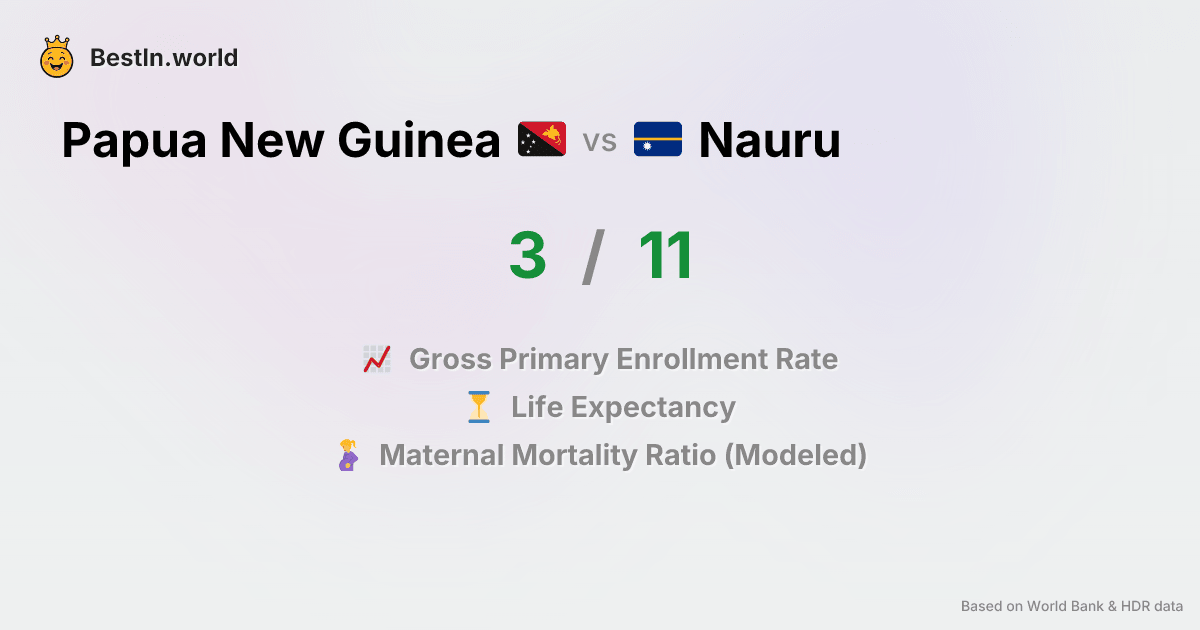 BestIn.world
Papua New Guinea vs Nauru
3 / 11
Gross Primary Enrollment Rate
Life Expectancy
Maternal Mortality Ratio (Modeled)
Based on World Bank & HDR data